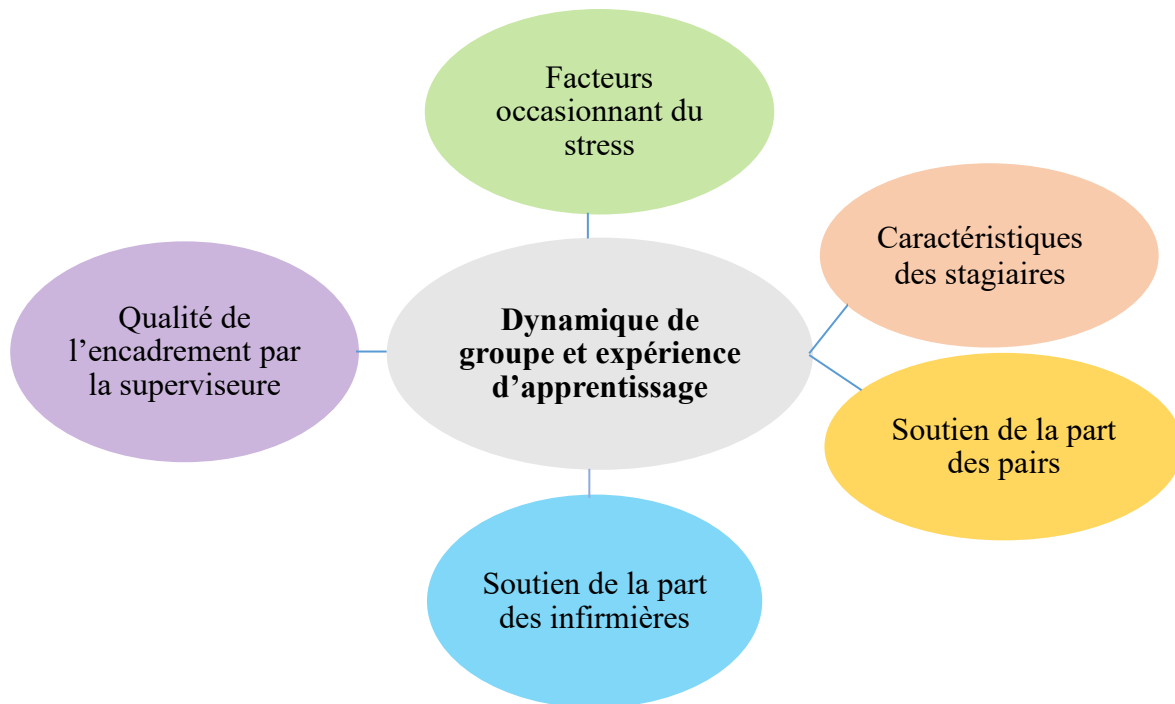 Facteurs
occasionnant du
stress
Caractéristiques
des stagiaires
Qualité de
l’encadrement par
la superviseure
Dynamique de
groupe et expérience
d’apprentissage
Soutien de la part
des pairs
Soutien de la part
des infirmières